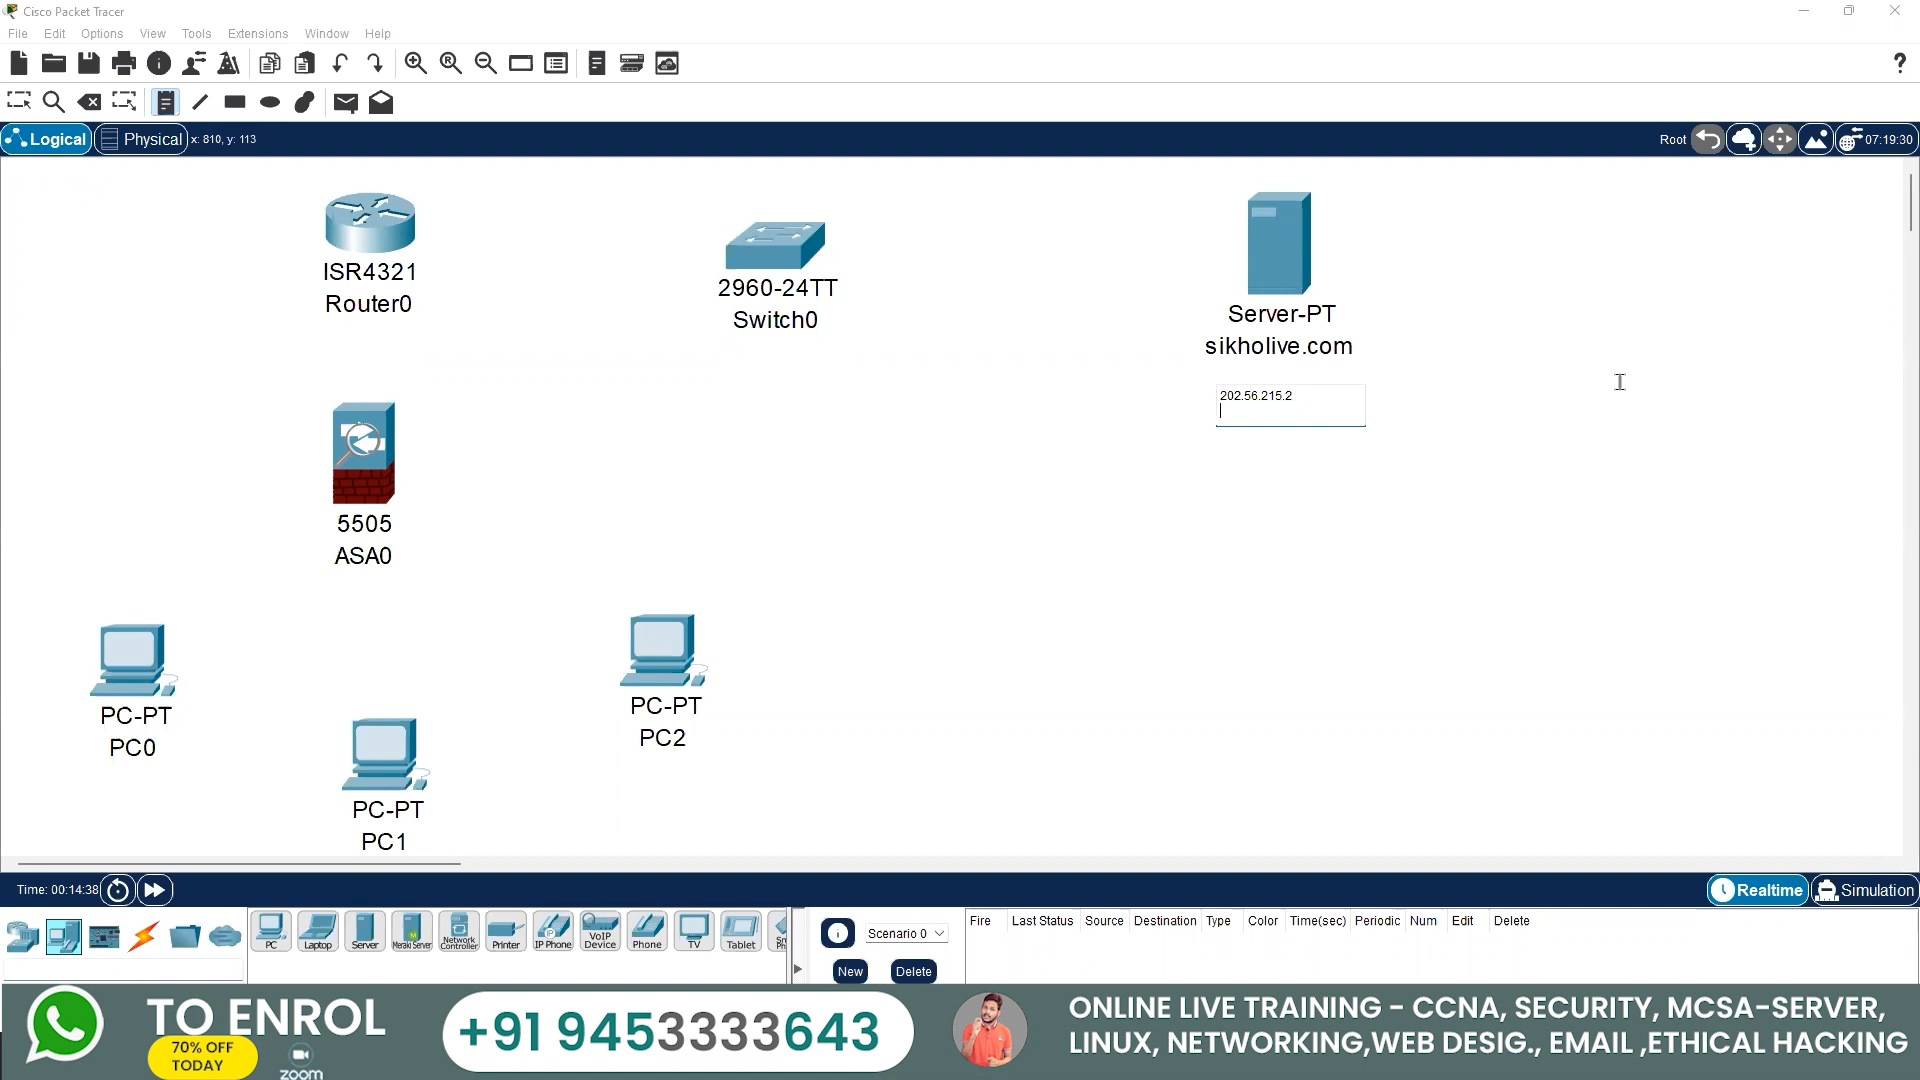 Cisco Packet Tracer
File Edit Options View Tools Extensions Window Help
R i ?
Logical Physical x: 810, y: 113 Root 07:19:30
ISR4321
Router0
2960-24TT
Switch0
Server-PT
sikholive.com
202.56.215.2
5505
ASA0
PC-PT
PC0
PC-PT
PC1
PC-PT
PC2
Time: 00:14:38 Realtime Simulation
PC Laptop Server Meraki Server Network Controller Printer IP Phone VoIP Device Phone TV Tablet
Scenario 0
New Delete
Fire Last Status Source Destination Type Color Time(sec) Periodic Num Edit Delete
TO ENROL
70% OFF
TODAY
zoom
+91 9453333643
ONLINE LIVE TRAINING - CCNA, SECURITY, MCSA-SERVER,
LINUX, NETWORKING,WEB DESIG., EMAIL ,ETHICAL HACKING